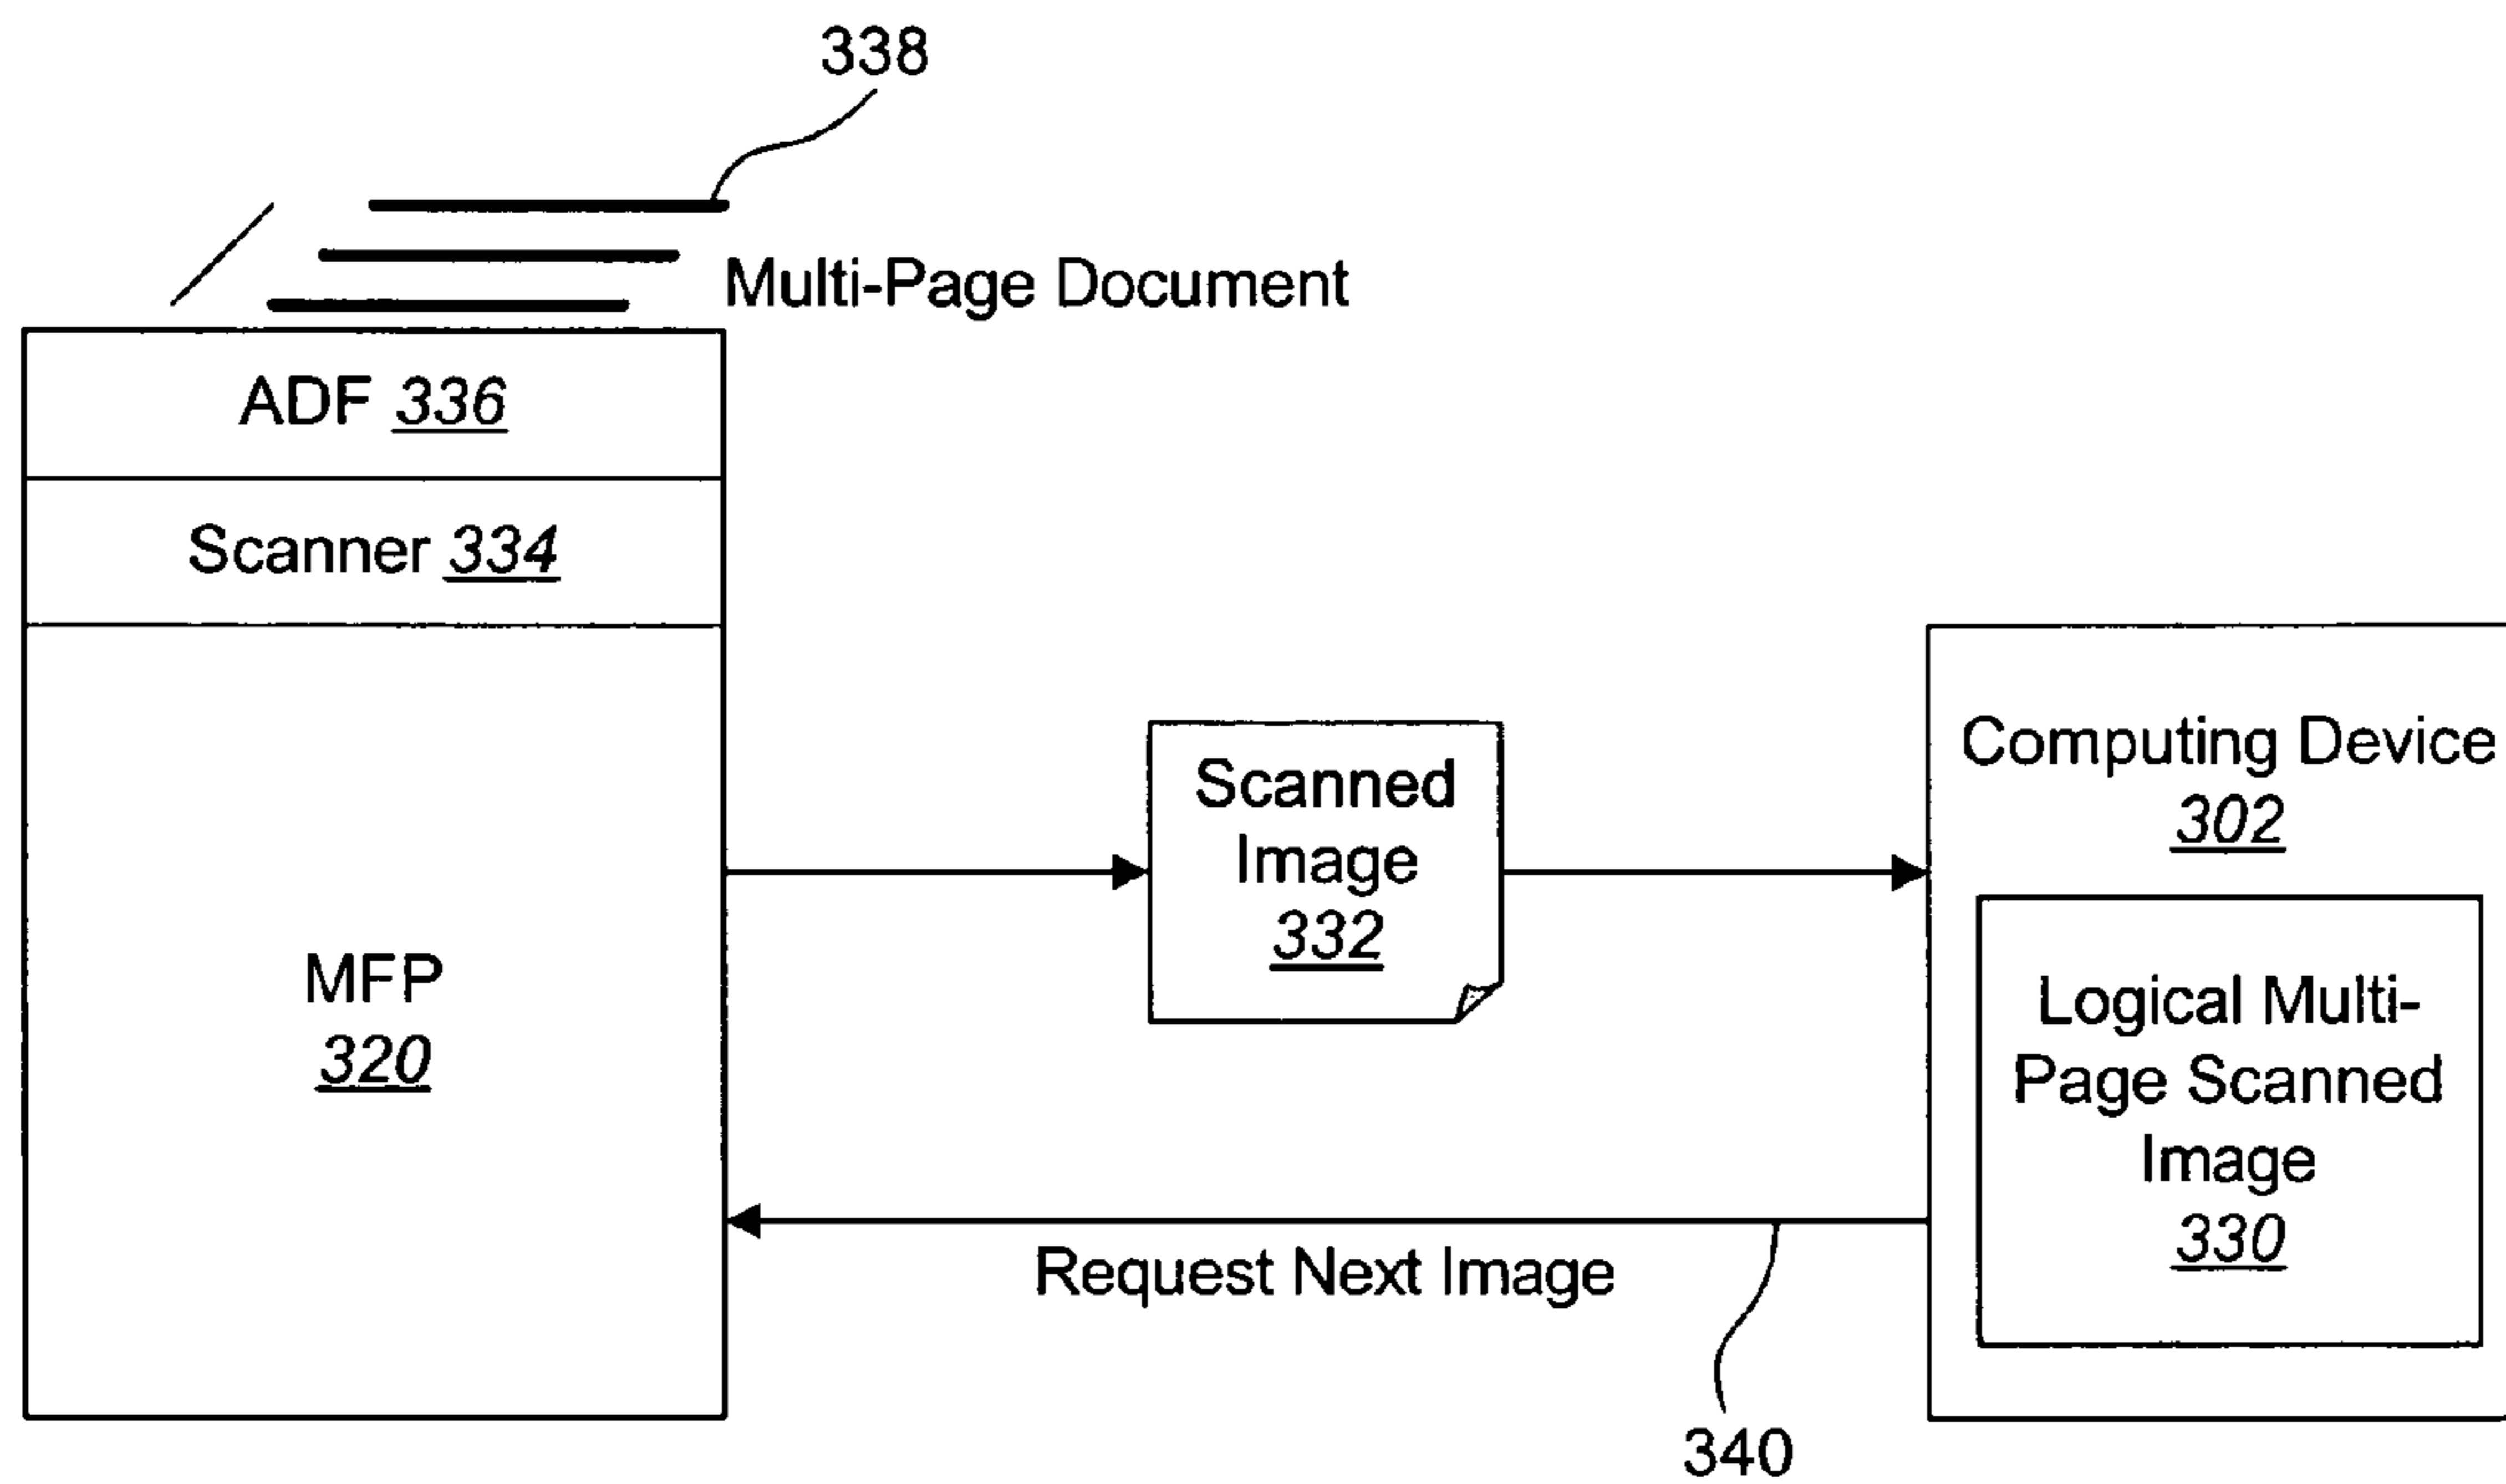 338
Multi-Page Document
ADF 336
Scanner 334
MFP
320
Scanned
Image
332
Computing Device
302
Logical Multi-
Page Scanned
Image
330
Request Next Image
340